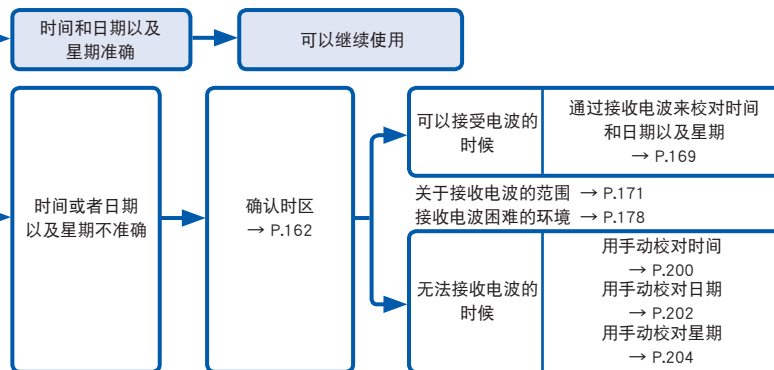 时间和日期以及
星期准确
可以继续使用
时间或者日期
以及星期不准确
确认时区
→ P.162
可以接受电波的
时候
通过接收电波来校对时间
和日期以及星期
→ P.169
关于接收电波的范围 → P.171
接收电波困难的环境 → P.178
无法接收电波的
时候
用手动校对时间
→ P.200
用手动校对日期
→ P.202
用手动校对星期
→ P.204